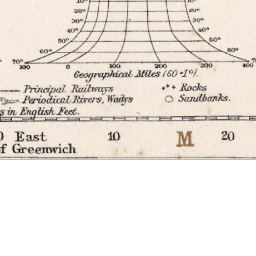 10° 10°
20° 20°
30° 30°
40° 40°
50° 50°
60° 60°
70° 70°
100 0 100 200 300 400
Geographical Miles (60 = 1°).
Principal Railways
Rocks
Periodical Rivers, Wadys
Sandbanks.
s in English Feet.
0 East 10 M 20
of Greenwich